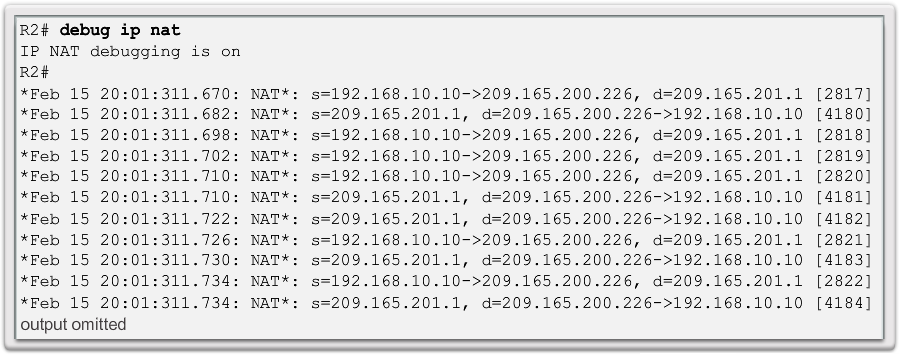 R2# debug ip nat
IP NAT debugging is on
R2#
*Feb 15 20:01:311.670: NAT*: s=192.168.10.10->209.165.200.226, d=209.165.201.1 [2817]
*Feb 15 20:01:311.682: NAT*: s=209.165.201.1, d=209.165.200.226->192.168.10.10 [4180]
*Feb 15 20:01:311.698: NAT*: s=192.168.10.10->209.165.200.226, d=209.165.201.1 [2818]
*Feb 15 20:01:311.702: NAT*: s=192.168.10.10->209.165.200.226, d=209.165.201.1 [2819]
*Feb 15 20:01:311.710: NAT*: s=192.168.10.10->209.165.200.226, d=209.165.201.1 [2820]
*Feb 15 20:01:311.710: NAT*: s=209.165.201.1, d=209.165.200.226->192.168.10.10 [4181]
*Feb 15 20:01:311.722: NAT*: s=209.165.201.1, d=209.165.200.226->192.168.10.10 [4182]
*Feb 15 20:01:311.726: NAT*: s=192.168.10.10->209.165.200.226, d=209.165.201.1 [2821]
*Feb 15 20:01:311.730: NAT*: s=209.165.201.1, d=209.165.200.226->192.168.10.10 [4183]
*Feb 15 20:01:311.734: NAT*: s=192.168.10.10->209.165.200.226, d=209.165.201.1 [2822]
*Feb 15 20:01:311.734: NAT*: s=209.165.201.1, d=209.165.200.226->192.168.10.10 [4184]
output omitted